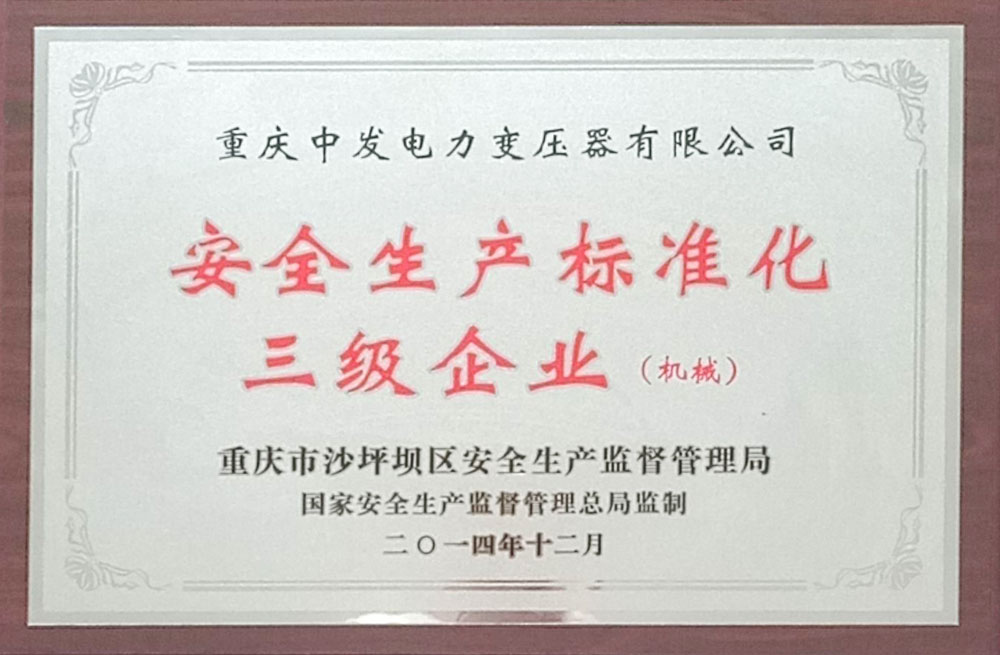 重庆中发电力变压器有限公司
安全生产标准化
三级企业（机械）
重庆市沙坪坝区安全生产监督管理局
国家安全生产监督管理总局监制
二〇一四年十二月